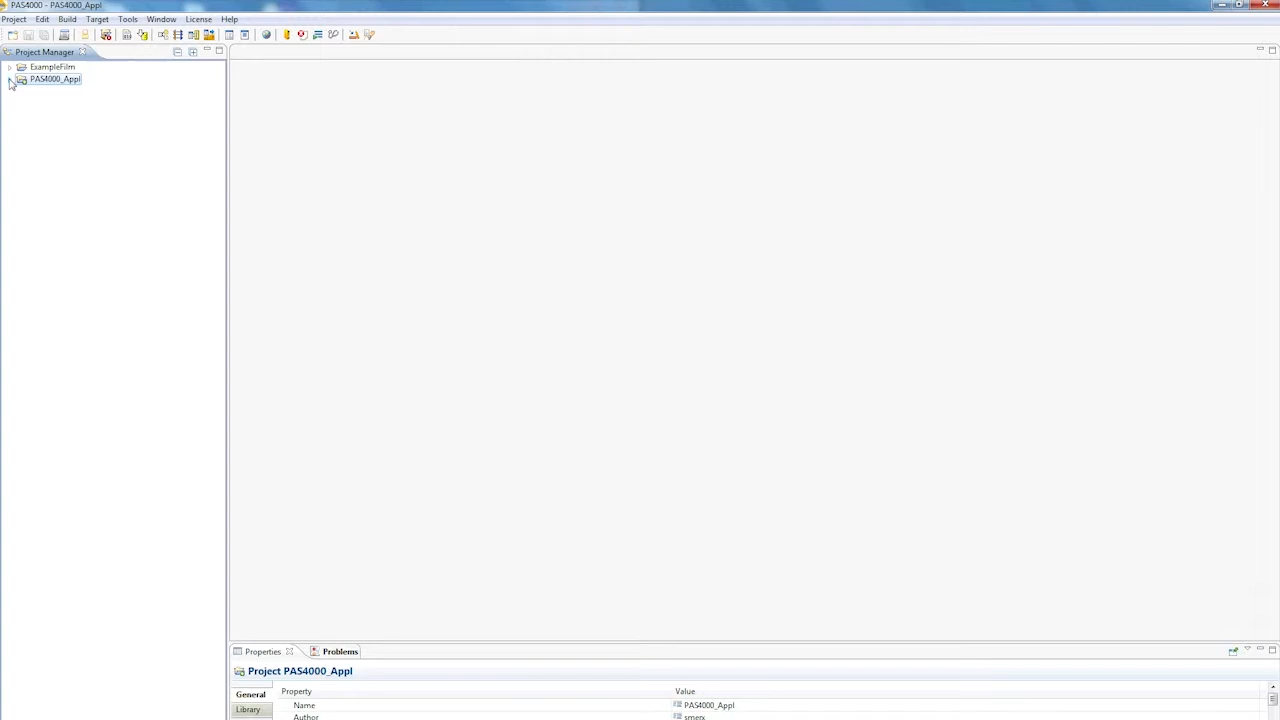 PAS4000 - PAS4000_Appl
Project Edit Build Target Tools Window License Help
Project Manager
ExampleFilm
PAS4000_Appl
Properties Problems
Project PAS4000_Appl
General
Property Value
Name PAS4000_Appl
Library
Author smerx